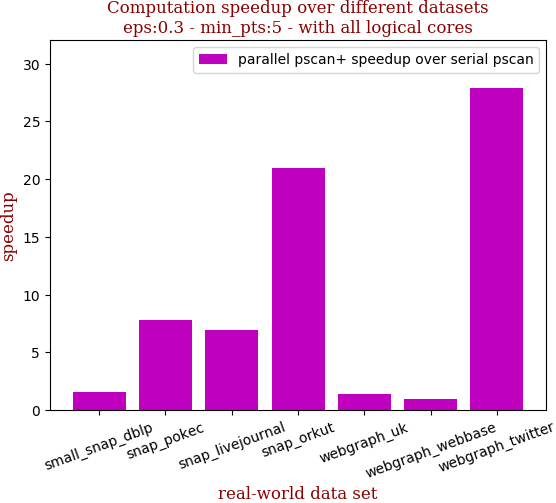 Computation speedup over different datasets
eps:0.3 - min_pts:5 - with all logical cores
parallel pscan+ speedup over serial pscan
speedup
30
25
20
15
10
5
0
small_snap_dblp
snap_pokec
snap_livejournal
snap_orkut
webgraph_uk
webgraph_webbase
webgraph_twitter
real-world data set